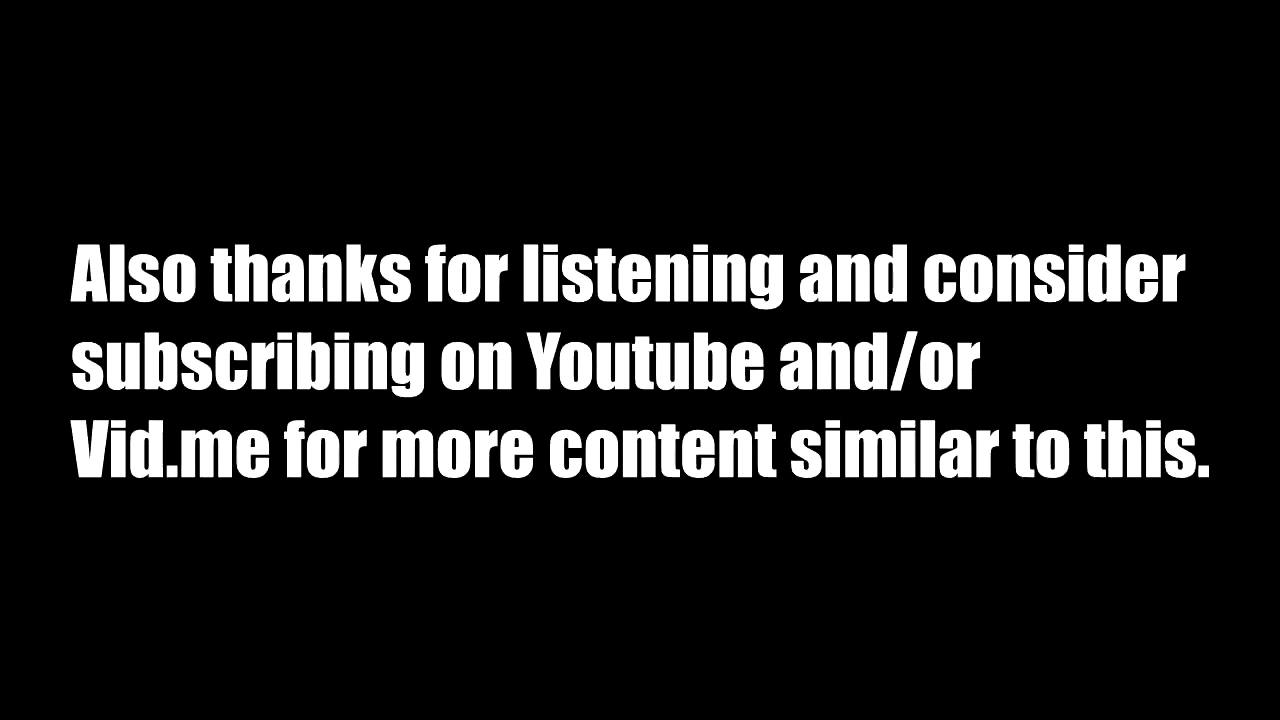 Also thanks for listening and consider
subscribing on Youtube and/or
Vid.me for more content similar to this.